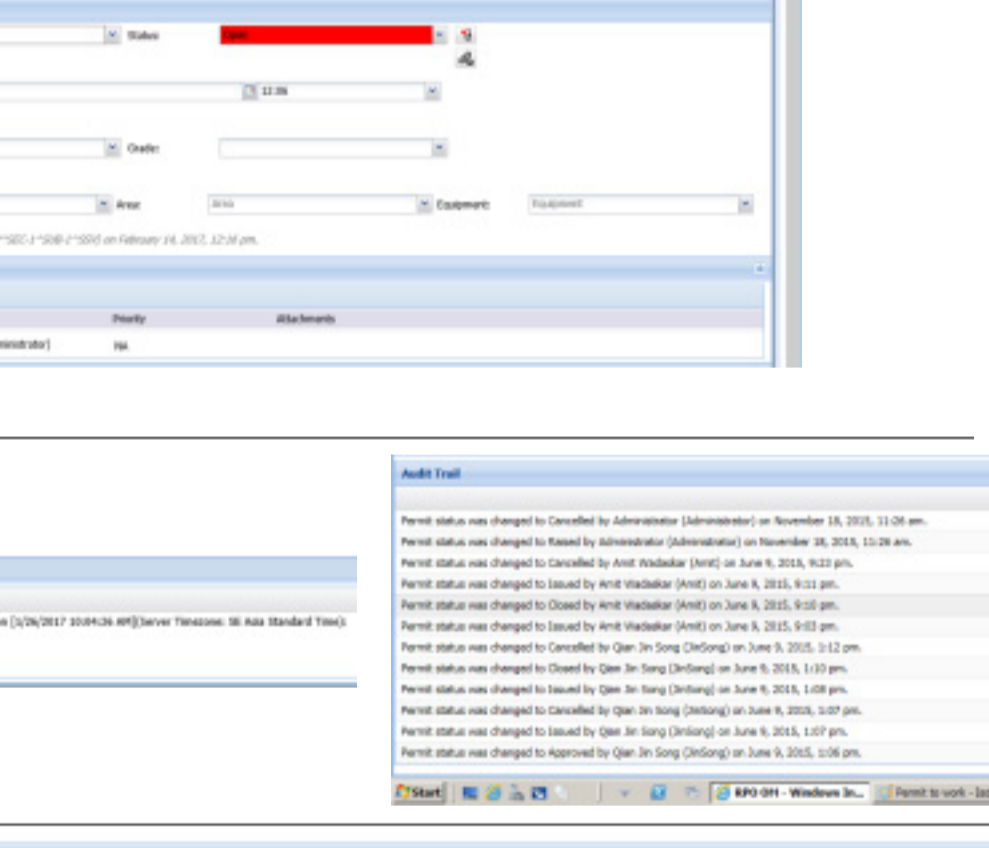 Status
Open
12:06
Grade:
Area:
Area
Equipment:
Equipment
on February 14, 2017, 12:16 pm.
Priority
Attachments
ministrator)
NA
Audit Trail
Permit status was changed to Cancelled by Administrator (Administrator) on November 18, 2015, 11:26 am.
Permit status was changed to Raised by Administrator (Administrator) on November 18, 2015, 11:26 am.
Permit status was changed to Cancelled by Amit Wadaskar (Amit) on June 9, 2015, 9:23 pm.
Permit status was changed to Issued by Amit Wadaskar (Amit) on June 9, 2015, 9:11 pm.
Permit status was changed to Closed by Amit Wadaskar (Amit) on June 9, 2015, 9:10 pm.
Permit status was changed to Issued by Amit Wadaskar (Amit) on June 9, 2015, 9:03 pm.
Permit status was changed to Cancelled by Qian Jin Song (JinSong) on June 9, 2015, 1:12 pm.
Permit status was changed to Closed by Qian Jin Song (JinSong) on June 9, 2015, 1:10 pm.
Permit status was changed to Issued by Qian Jin Song (JinSong) on June 9, 2015, 1:08 pm.
Permit status was changed to Cancelled by Qian Jin Song (JinSong) on June 9, 2015, 1:07 pm.
Permit status was changed to Issued by Qian Jin Song (JinSong) on June 9, 2015, 1:07 pm.
Permit status was changed to Approved by Qian Jin Song (JinSong) on June 9, 2015, 1:06 pm.
10:04:36 AM](Server Timezone: SE Asia Standard Time):
Start
RPO OM - Windows In...
Permit to work - Iso